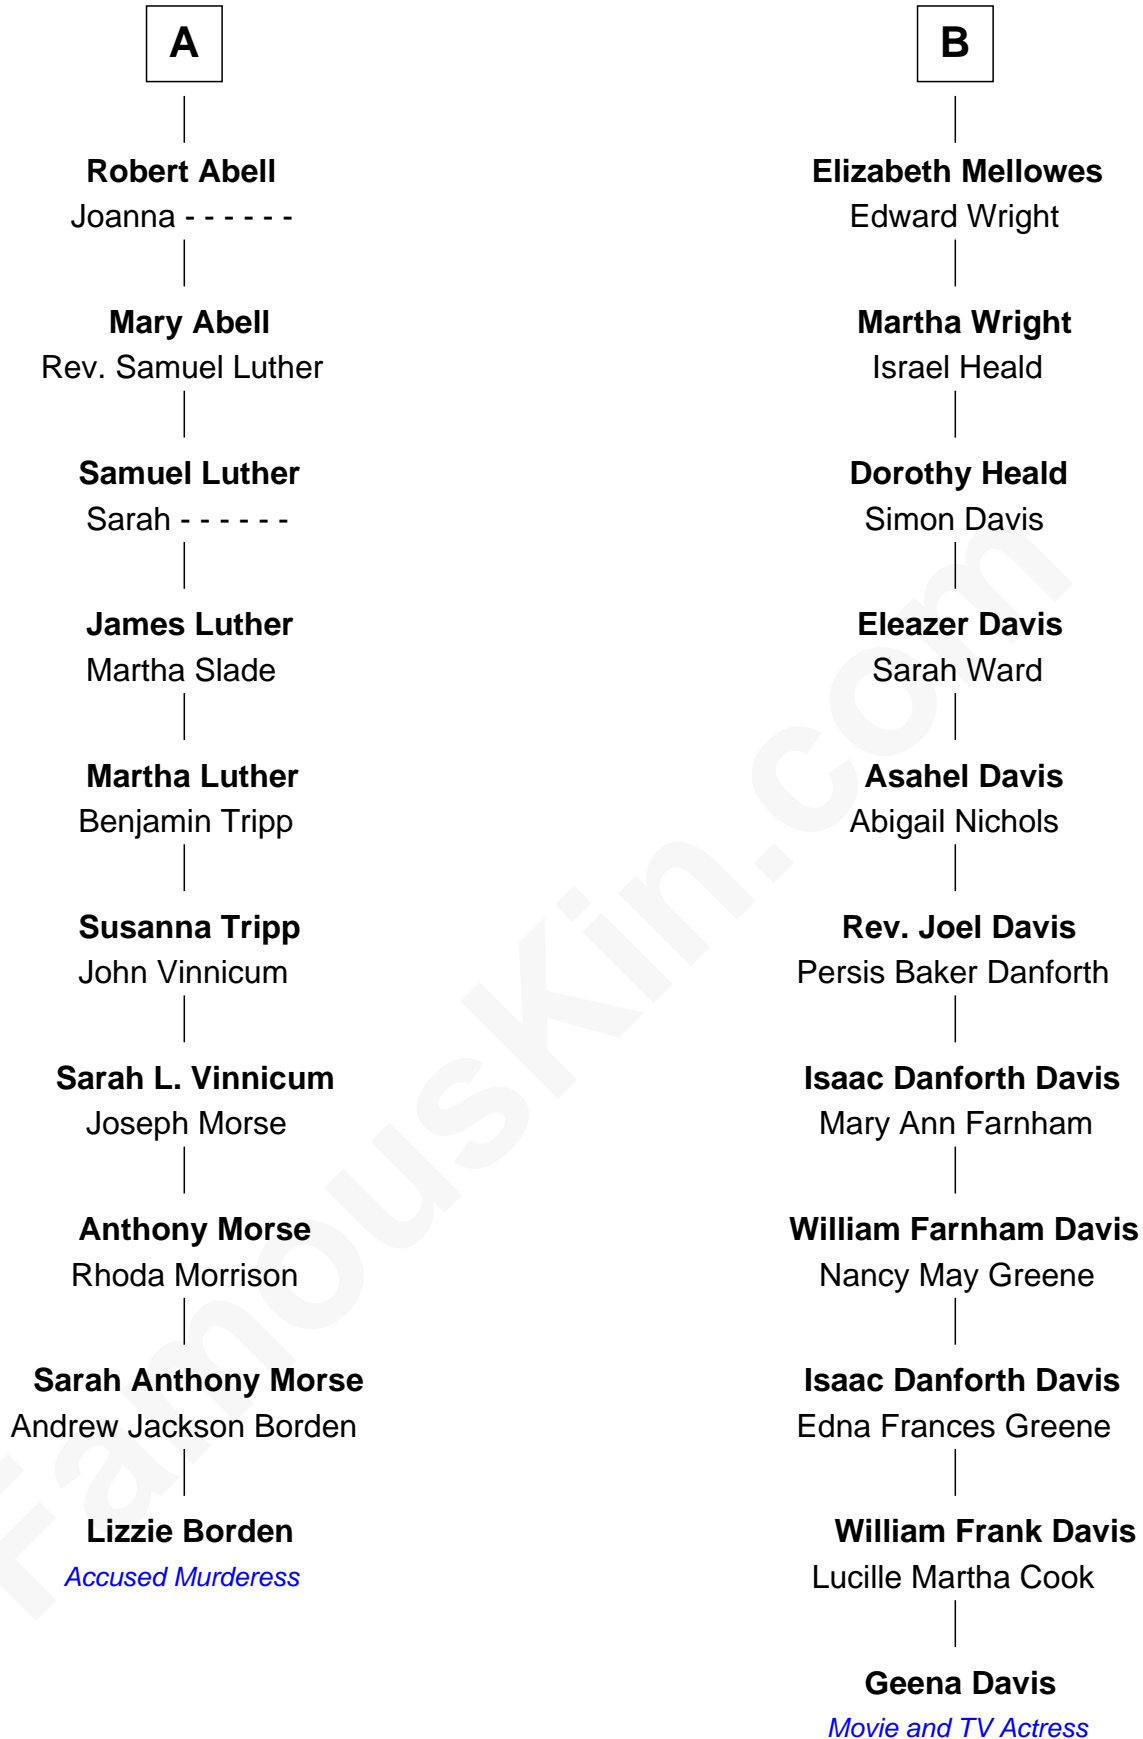 A
Robert Abell
Joanna - - - - - -
Mary Abell
Rev. Samuel Luther
Samuel Luther
Sarah - - - - - -
James Luther
Martha Slade
Martha Luther
Benjamin Tripp
Susanna Tripp
John Vinnicum
Sarah L. Vinnicum
Joseph Morse
Anthony Morse
Rhoda Morrison
Sarah Anthony Morse
Andrew Jackson Borden
Lizzie Borden
Accused Murderess
B
Elizabeth Mellowes
Edward Wright
Martha Wright
Israel Heald
Dorothy Heald
Simon Davis
Eleazer Davis
Sarah Ward
Asahel Davis
Abigail Nichols
Rev. Joel Davis
Persis Baker Danforth
Isaac Danforth Davis
Mary Ann Farnham
William Farnham Davis
Nancy May Greene
Isaac Danforth Davis
Edna Frances Greene
William Frank Davis
Lucille Martha Cook
Geena Davis
Movie and TV Actress
FamousKin.com